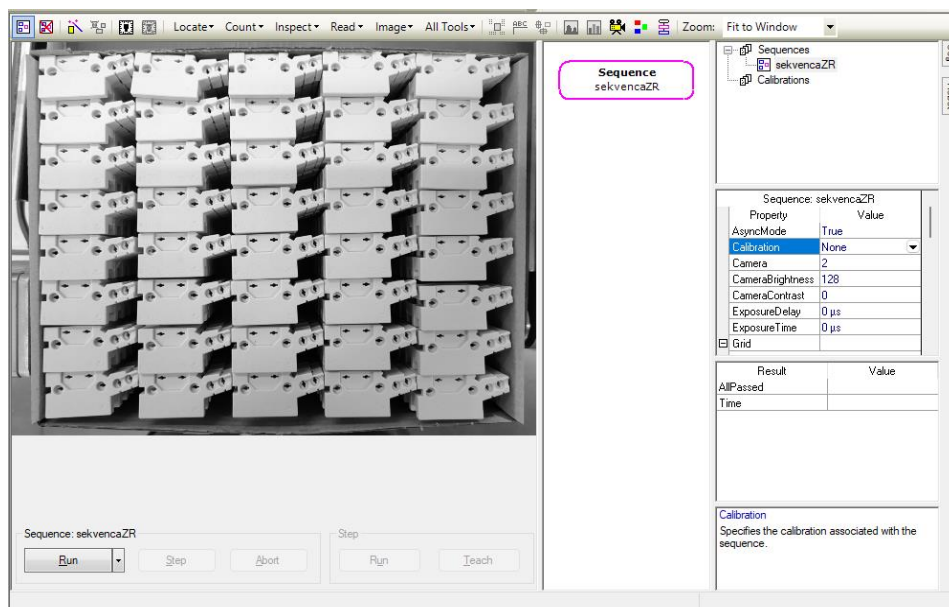 Locate Count Inspect Read Image All Tools ABC Zoom: Fit to Window
Sequence
sekvencaZR
Sequences
sekvencaZR
Calibrations
Sequence: sekvencaZR
Property Value
AsyncMode True
Calibration None
Camera 2
CameraBrightness 128
CameraContrast 0
ExposureDelay 0 µs
ExposureTime 0 µs
Grid
Result Value
AllPassed
Time
Calibration
Specifies the calibration associated with the
sequence.
Sequence: sekvencaZR
Run Step Abort
Step
Run Teach